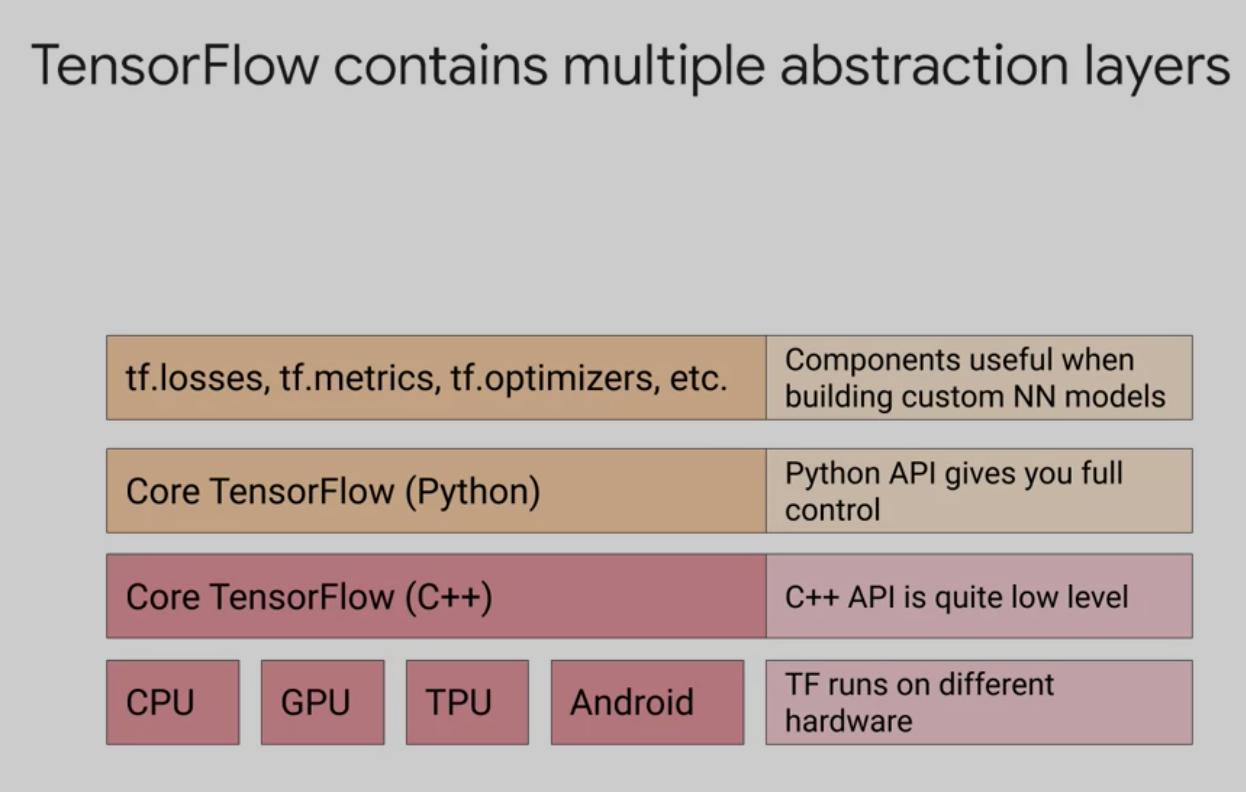 TensorFlow contains multiple abstraction layers
tf.losses, tf.metrics, tf.optimizers, etc.
Components useful when
building custom NN models
Core TensorFlow (Python)
Python API gives you full
control
Core TensorFlow (C++)
C++ API is quite low level
CPU
GPU
TPU
Android
TF runs on different
hardware